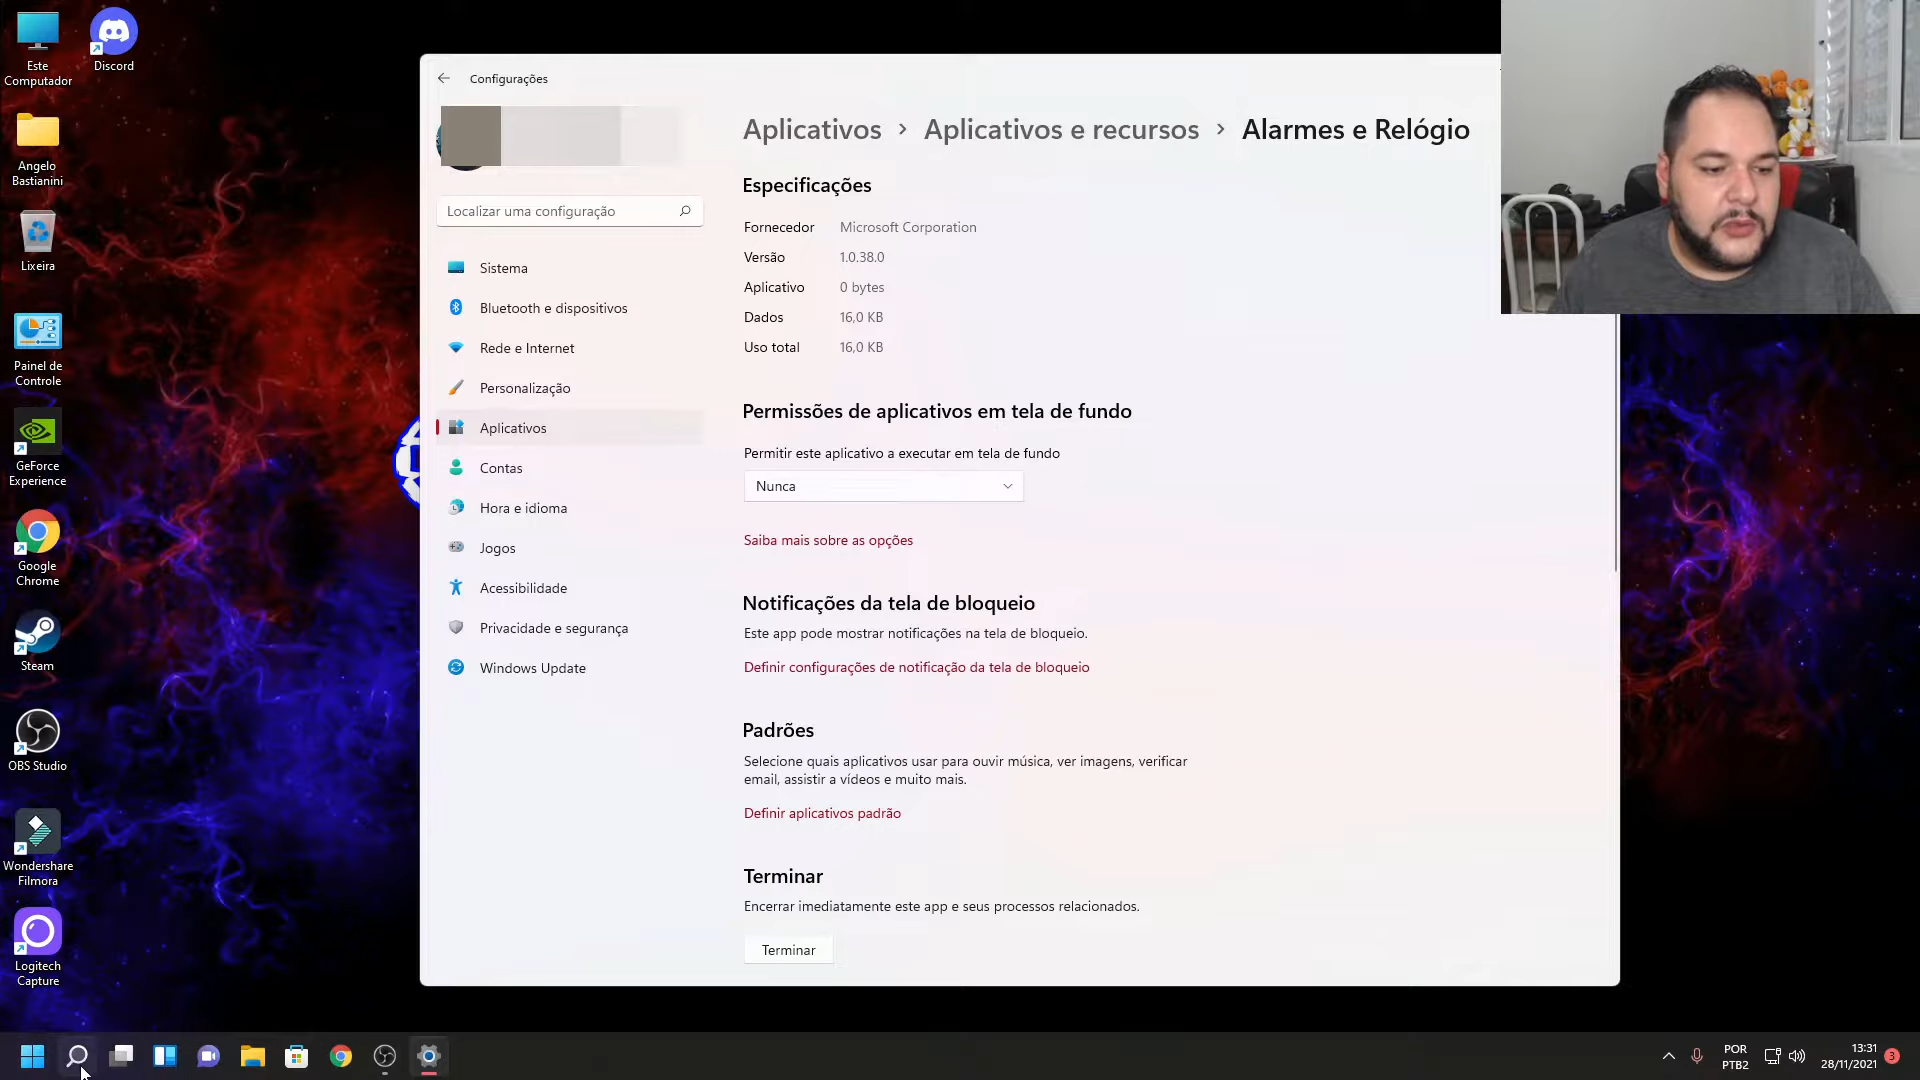 Este
Computador
Discord
Angelo
Bastianini
Lixeira
Painel de
Controle
GeForce
Experience
Google
Chrome
Steam
OBS Studio
Wondershare
Filmora
Logitech
Capture
Configurações
Localizar uma configuração
Sistema
Bluetooth e dispositivos
Rede e Internet
Personalização
Aplicativos
Contas
Hora e idioma
Jogos
Acessibilidade
Privacidade e segurança
Windows Update
Aplicativos > Aplicativos e recursos > Alarmes e Relógio
Especificações
Fornecedor Microsoft Corporation
Versão 1.0.38.0
Aplicativo 0 bytes
Dados 16,0 KB
Uso total 16,0 KB
Permissões de aplicativos em tela de fundo
Permitir este aplicativo a executar em tela de fundo
Nunca
Saiba mais sobre as opções
Notificações da tela de bloqueio
Este app pode mostrar notificações na tela de bloqueio.
Definir configurações de notificação da tela de bloqueio
Padrões
Selecione quais aplicativos usar para ouvir música, ver imagens, verificar
email, assistir a vídeos e muito mais.
Definir aplicativos padrão
Terminar
Encerrar imediatamente este app e seus processos relacionados.
Terminar
POR
PTB2
13:31
28/11/2021
3